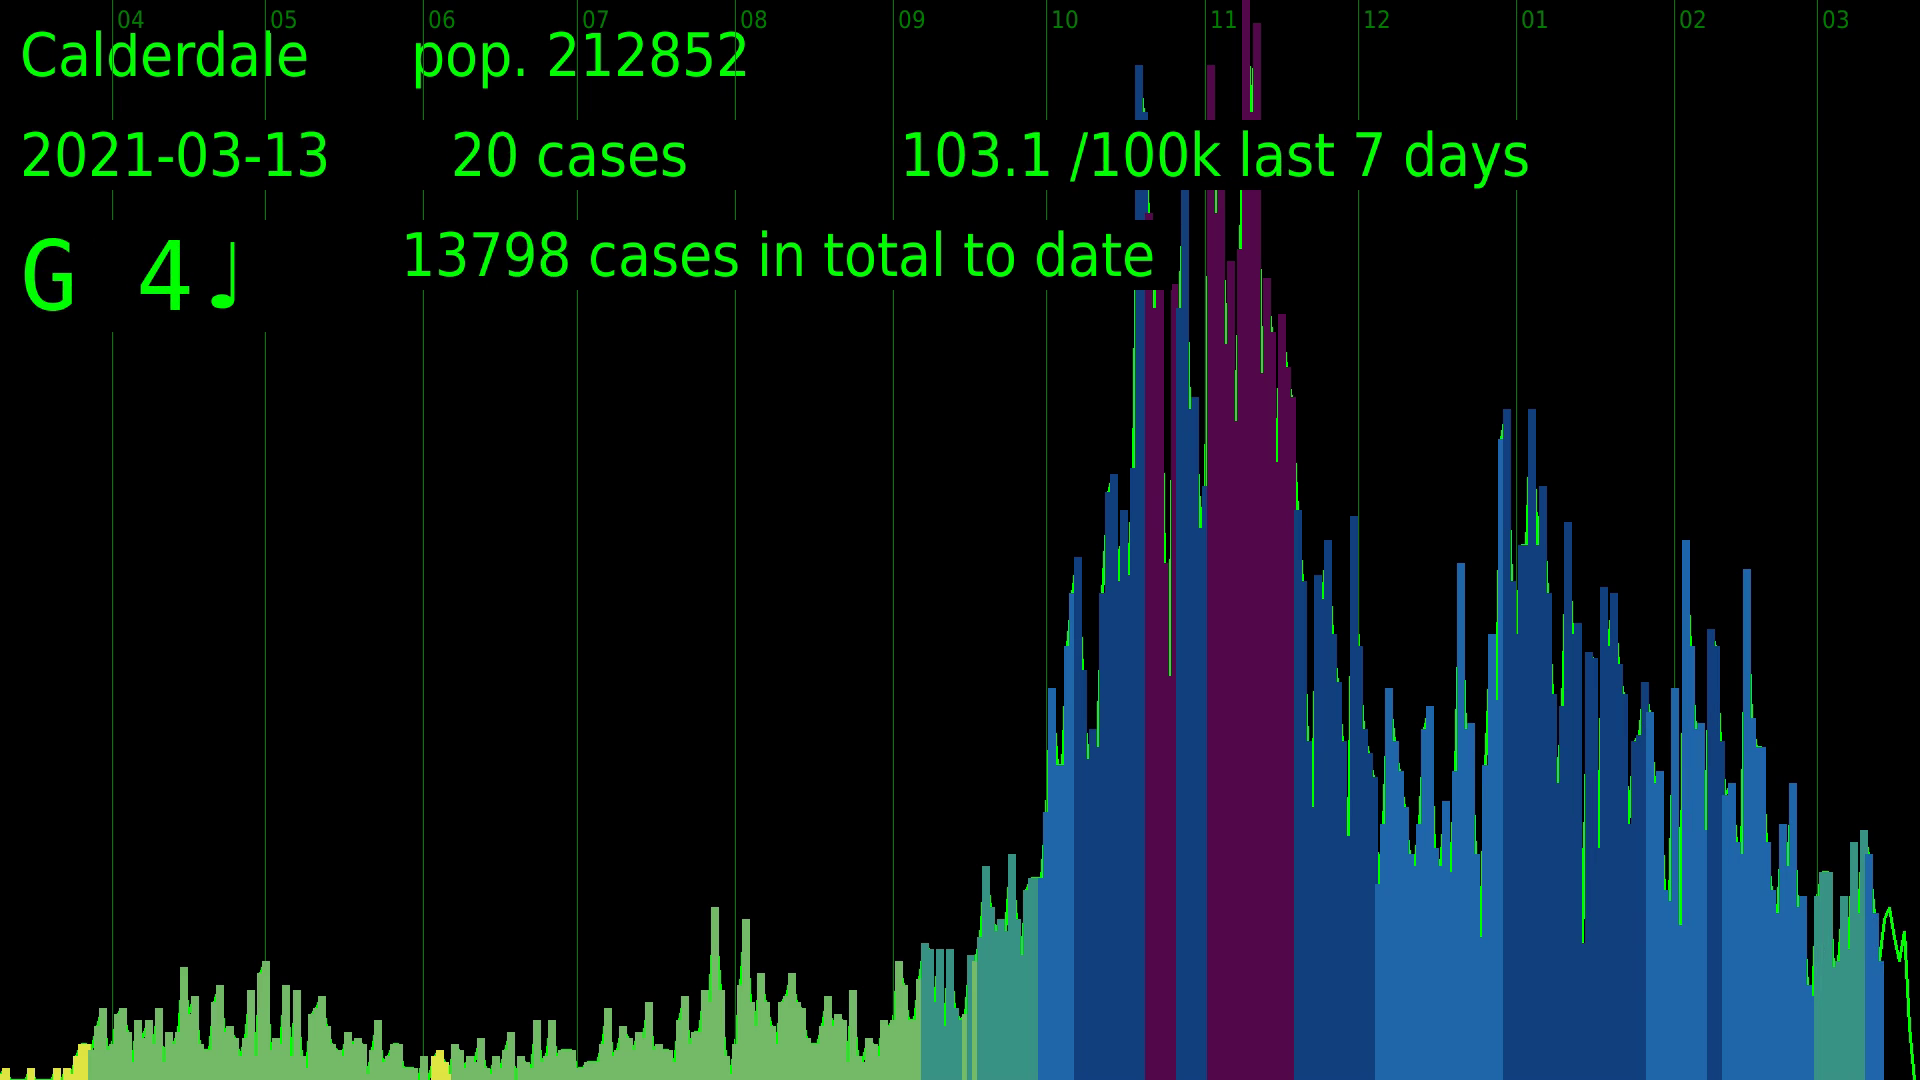 04 05 06 07 08 09 10 11 12 01 02 03
Calderdale pop. 212852
2021-03-13 20 cases 103.1 /100k last 7 days
G 4♩ 13798 cases in total to date